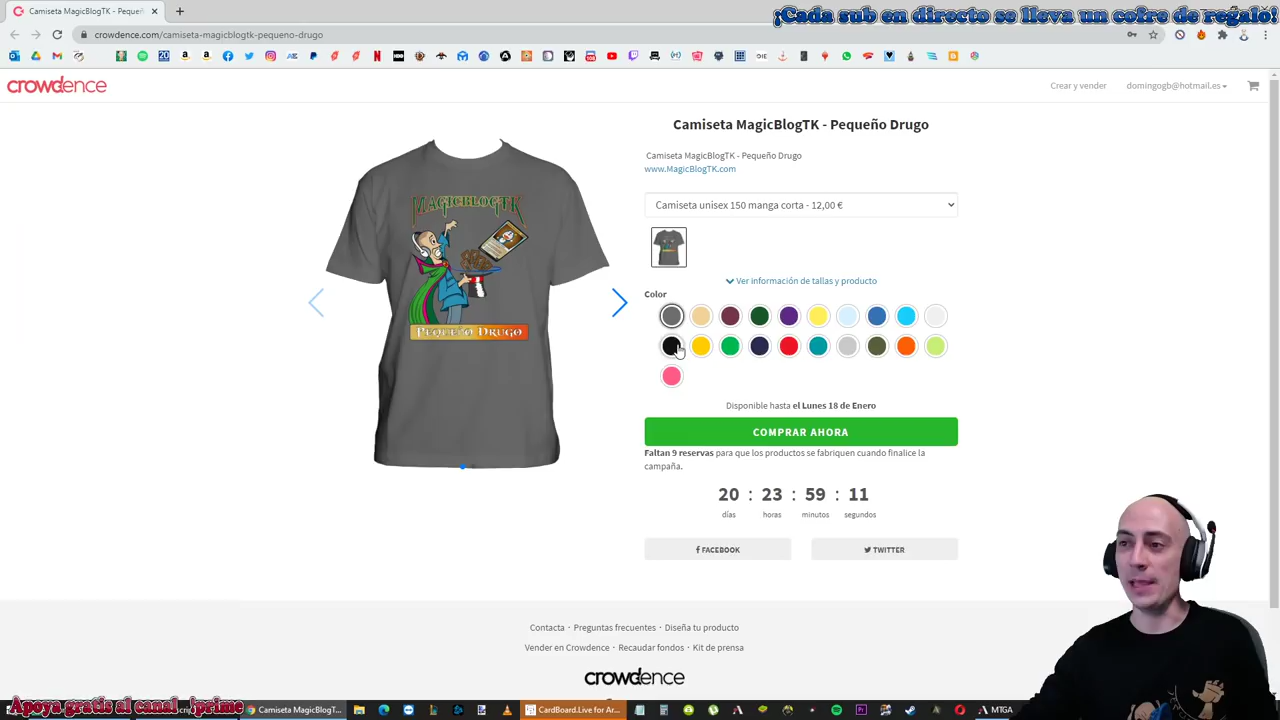 Camiseta MagicBlogTK - Pequeñ
¡Cada sub en directo se lleva un cofre de regalo!
crowdence.com/camiseta-magicblogtk-pequeno-drugo
crowdence
Crear y vender
domingogb@hotmail.es
Camiseta MagicBlogTK - Pequeño Drugo
Camiseta MagicBlogTK - Pequeño Drugo
www.MagicBlogTK.com
Camiseta unisex 150 manga corta - 12,00 €
MAGICBLOGTK
PEQUEÑO DRUGO
Ver información de tallas y producto
Color
Disponible hasta el Lunes 18 de Enero
COMPRAR AHORA
Faltan 9 reservas para que los productos se fabriquen cuando finalice la
campaña.
20 : 23 : 59 : 11
días horas minutos segundos
FACEBOOK
TWITTER
Contacta · Preguntas frecuentes · Diseña tu producto
Vender en Crowdence · Recaudar fondos · Kit de prensa
crowdence
Apoya gratis al canal - !prime
Camiseta MagicBlogT...
CardBoard.Live for Ar...
MTGA